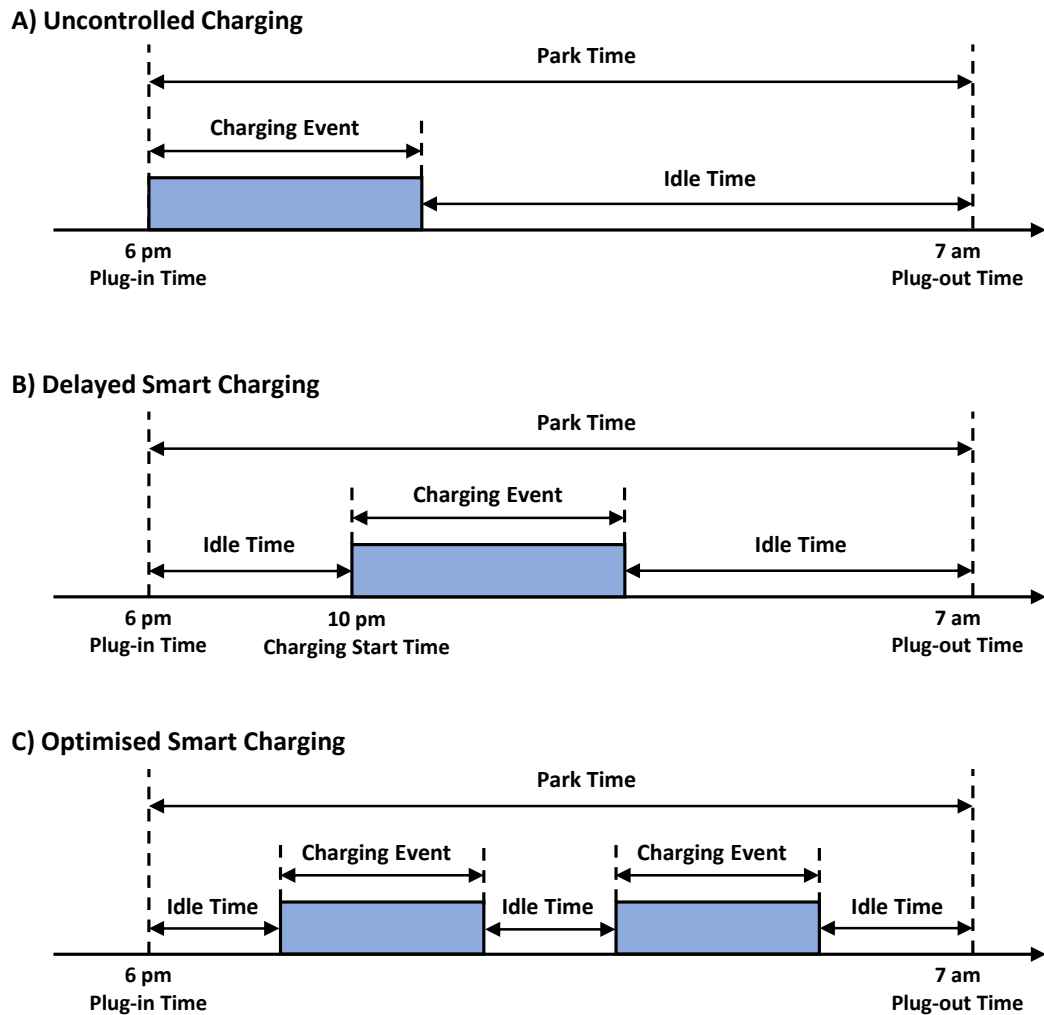 A) Uncontrolled Charging
Park Time
Charging Event
Idle Time
6 pm
Plug-in Time
7 am
Plug-out Time
B) Delayed Smart Charging
Park Time
Charging Event
Idle Time
Idle Time
6 pm
Plug-in Time
10 pm
Charging Start Time
7 am
Plug-out Time
C) Optimised Smart Charging
Park Time
Charging Event
Charging Event
Idle Time
Idle Time
Idle Time
6 pm
Plug-in Time
7 am
Plug-out Time